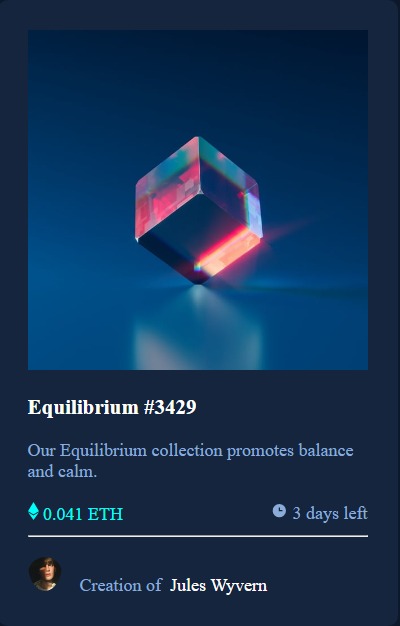 Equilibrium #3429
Our Equilibrium collection promotes balance
and calm.
0.041 ETH 3 days left
Creation of Jules Wyvern